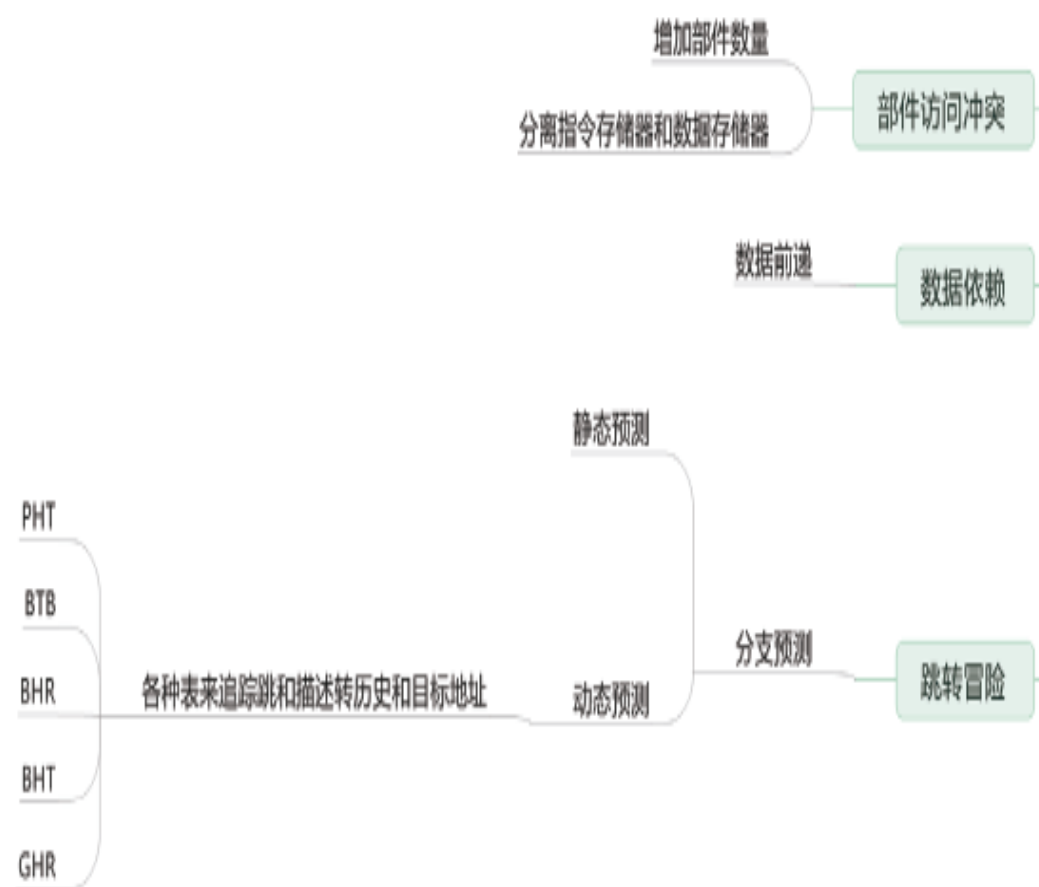 增加部件数量
部件访问冲突
分离指令存储器和数据存储器
数据前递
数据依赖
静态预测
PHT
BTB
分支预测
跳转冒险
BHR
各种表来追踪跳和描述转历史和目标地址
动态预测
BHT
GHR